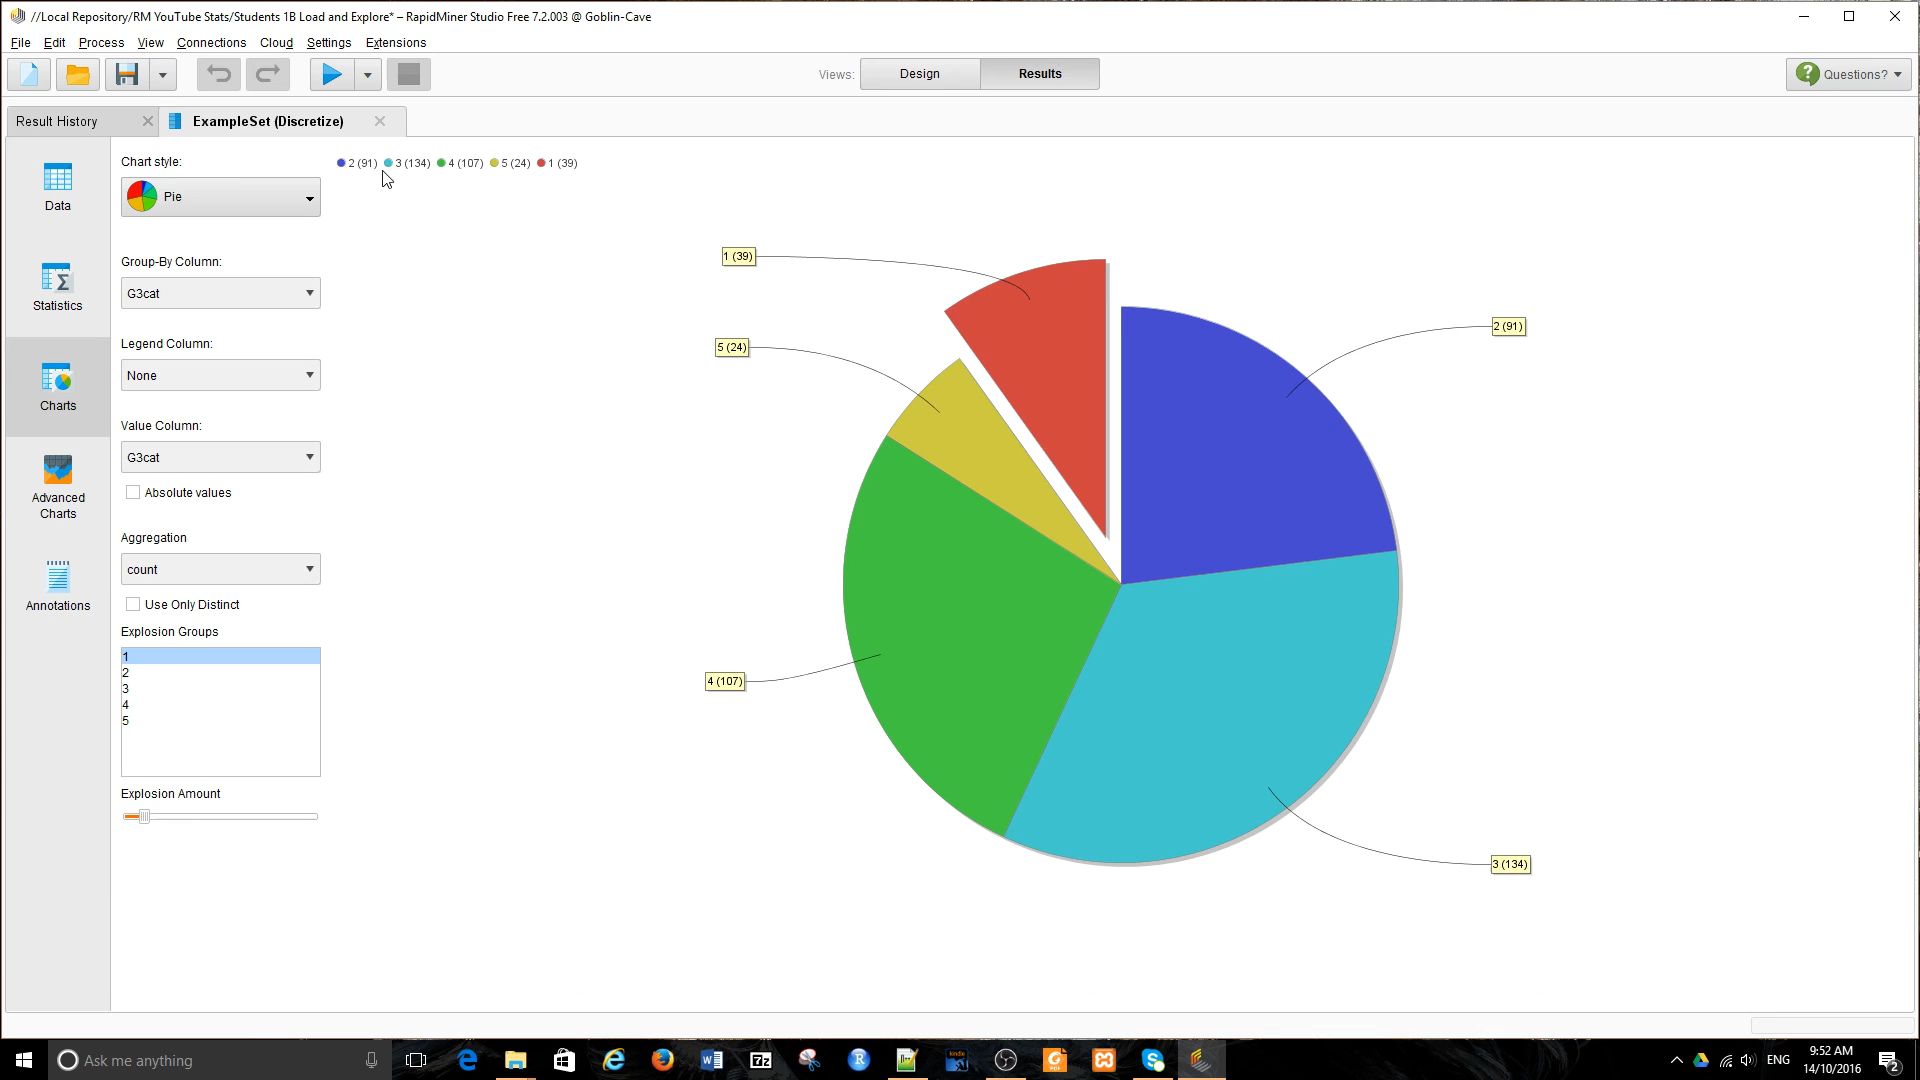 //Local Repository/RM YouTube Stats/Students 1B Load and Explore* – RapidMiner Studio Free 7.2.003 @ Goblin-Cave
File Edit Process View Connections Cloud Settings Extensions
Views: Design Results
Questions?
Result History
ExampleSet (Discretize)
Data
Statistics
Charts
Advanced
Charts
Annotations
Chart style:
Pie
Group-By Column:
G3cat
Legend Column:
None
Value Column:
G3cat
Absolute values
Aggregation
count
Use Only Distinct
Explosion Groups
1
2
3
4
5
Explosion Amount
2 (91) 3 (134) 4 (107) 5 (24) 1 (39)
1 (39)
2 (91)
5 (24)
4 (107)
3 (134)
Ask me anything
ENG
9:52 AM
14/10/2016
2